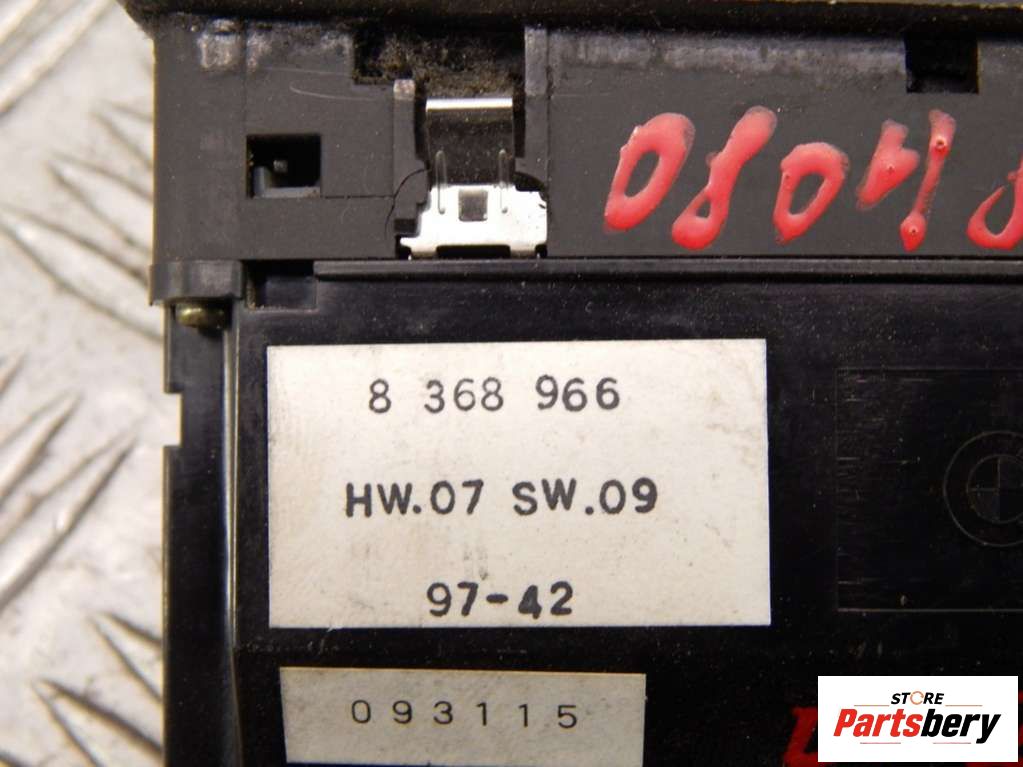 8 368 966
HW.07 SW.09
97-42
093115
STORE
Partsbery